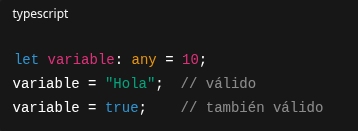 typescript
let variable: any = 10;
variable = "Hola";  // válido
variable = true;    // también válido